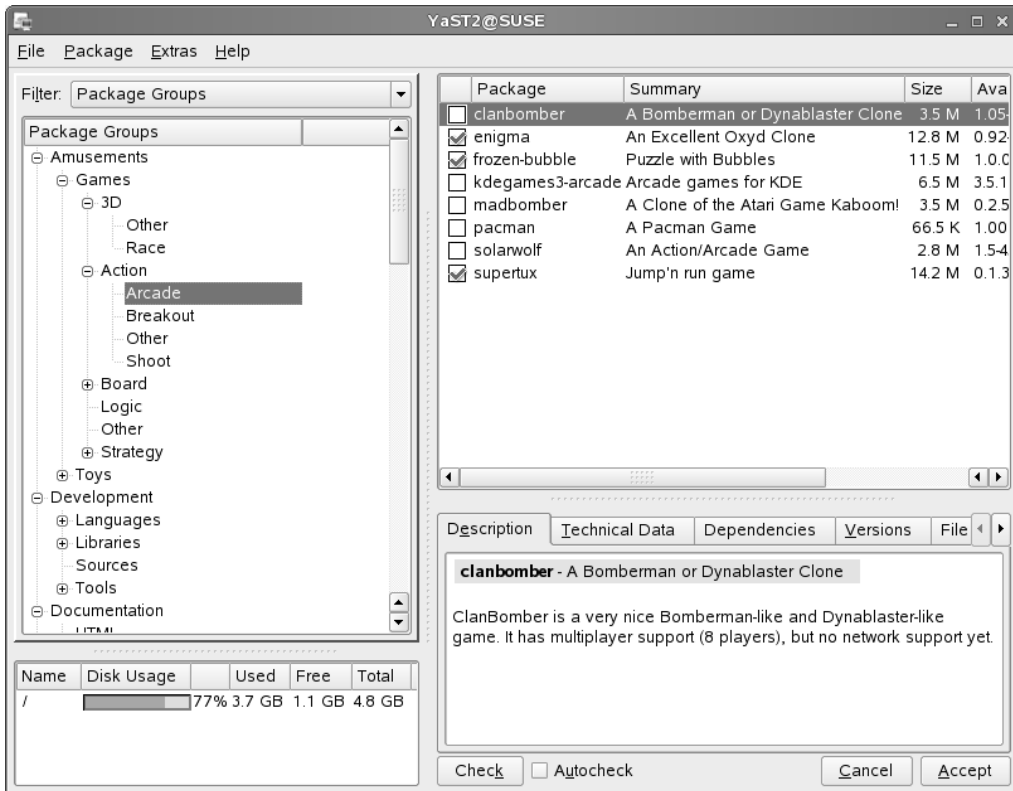 YaST2@SUSE
File Package Extras Help
Filter: Package Groups
Package Groups
Amusements
Games
3D
Other
Race
Action
Arcade
Breakout
Other
Shoot
Board
Logic
Other
Strategy
Toys
Development
Languages
Libraries
Sources
Tools
Documentation
HTML
Name Disk Usage Used Free Total
/ 77% 3.7 GB 1.1 GB 4.8 GB
Package Summary Size Ava
clanbomber A Bomberman or Dynablaster Clone 3.5 M 1.05-
enigma An Excellent Oxyd Clone 12.8 M 0.92-
frozen-bubble Puzzle with Bubbles 11.5 M 1.0.0
kdegames3-arcade Arcade games for KDE 6.5 M 3.5.1
madbomber A Clone of the Atari Game Kaboom! 3.5 M 0.2.5
pacman A Pacman Game 66.5 K 1.00
solarwolf An Action/Arcade Game 2.8 M 1.5-4
supertux Jump'n run game 14.2 M 0.1.3
Description Technical Data Dependencies Versions File
clanbomber - A Bomberman or Dynablaster Clone
ClanBomber is a very nice Bomberman-like and Dynablaster-like
game. It has multiplayer support (8 players), but no network support yet.
Check Autocheck Cancel Accept